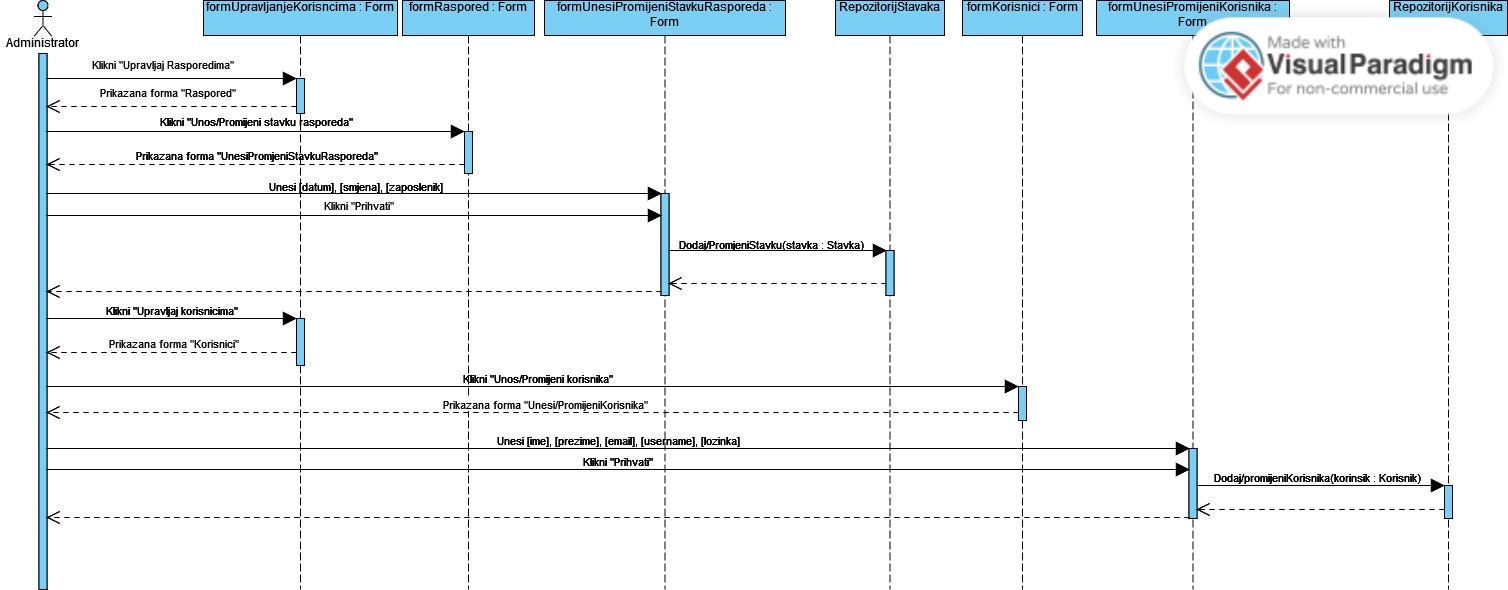 formUpravljanjeKorisncima : Form
formRaspored : Form
formUnesiPromijeniStavkuRasporeda :
Form
RepozitorijStavaka
formKorisnici : Form
formUnesiPromijeniKorisnika :
Form
RepozitorijKorisnika
Made with
Visual Paradigm
For non-commercial use
Administrator
Klikni "Upravljaj Rasporedima"
Prikazana forma "Raspored"
Klikni "Unos/Promijeni stavku rasporeda"
Prikazana forma "UnesiPromjeniStavkuRasporeda"
Unesi [datum], [smjena], [zaposlenik]
Klikni "Prihvati"
Dodaj/PromjeniStavku(stavka : Stavka)
Klikni "Upravljaj korisnicima"
Prikazana forma "Korisnici"
Klikni "Unos/Promijeni korisnika"
Prikazana forma "Unesi/PromijeniKorisnika"
Unesi [ime], [prezime], [email], [username], [lozinka]
Klikni "Prihvati"
Dodaj/promijeniKorisnika(korinsik : Korisnik)